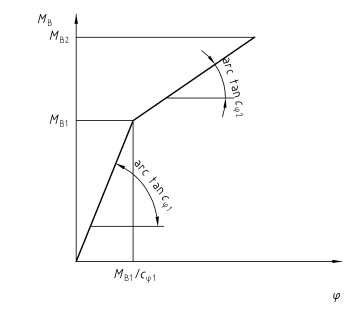 M_B
M_B2
arc tan c_φ2
M_B1
arc tan c_φ1
M_B1/c_φ1
φ